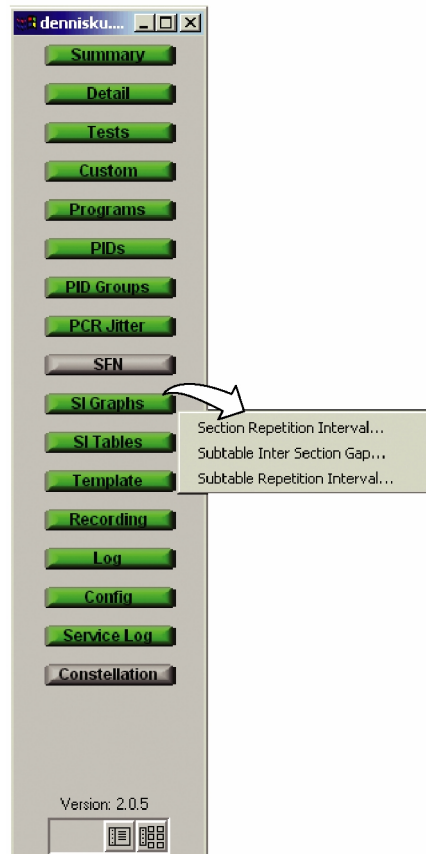 dennisku....
Summary
Detail
Tests
Custom
Programs
PIDs
PID Groups
PCR Jitter
SFN
SI Graphs
Section Repetition Interval...
Subtable Inter Section Gap...
Subtable Repetition Interval...
SI Tables
Template
Recording
Log
Config
Service Log
Constellation
Version: 2.0.5